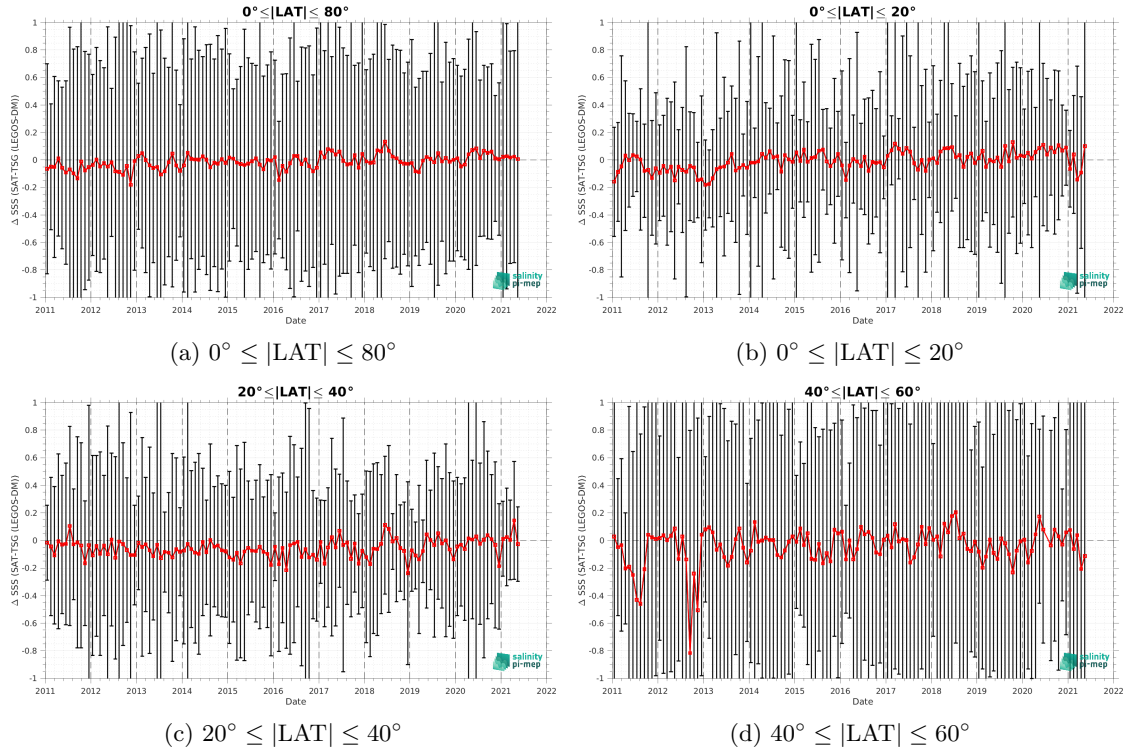 0°≤|LAT|≤ 80°
Δ SSS (SAT-TSG (LEGOS-DM))
1
0.8
0.6
0.4
0.2
0
-0.2
-0.4
-0.6
-0.8
-1
2011 2012 2013 2014 2015 2016 2017 2018 2019 2020 2021 2022
Date
salinity
pi-mep
(a) 0° ≤ |LAT| ≤ 80°
0°≤|LAT|≤ 20°
Δ SSS (SAT-TSG (LEGOS-DM))
1
0.8
0.6
0.4
0.2
0
-0.2
-0.4
-0.6
-0.8
-1
2011 2012 2013 2014 2015 2016 2017 2018 2019 2020 2021 2022
Date
salinity
pi-mep
(b) 0° ≤ |LAT| ≤ 20°
20°≤|LAT|≤ 40°
Δ SSS (SAT-TSG (LEGOS-DM))
1
0.8
0.6
0.4
0.2
0
-0.2
-0.4
-0.6
-0.8
-1
2011 2012 2013 2014 2015 2016 2017 2018 2019 2020 2021 2022
Date
salinity
pi-mep
(c) 20° ≤ |LAT| ≤ 40°
40°≤|LAT|≤ 60°
Δ SSS (SAT-TSG (LEGOS-DM))
1
0.8
0.6
0.4
0.2
0
-0.2
-0.4
-0.6
-0.8
-1
2011 2012 2013 2014 2015 2016 2017 2018 2019 2020 2021 2022
Date
salinity
pi-mep
(d) 40° ≤ |LAT| ≤ 60°